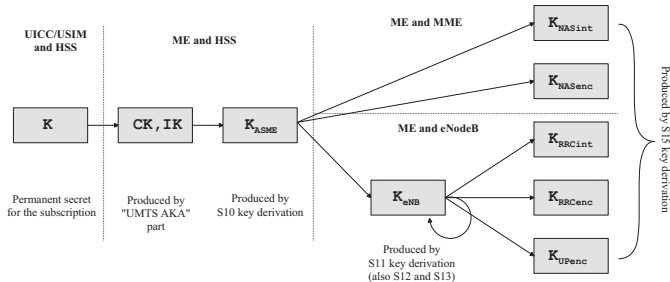 UICC/USIM
and HSS
ME and HSS
ME and MME
K_NASint
K_NASenc
K
CK,IK
K_ASME
ME and eNodeB
K_RRCint
K_eNB
K_RRCenc
K_UPenc
Permanent secret
for the subscription
Produced by
"UMTS AKA"
part
Produced by
S10 key derivation
Produced by
S11 key derivation
(also S12 and S13)
Produced by S15 key derivation